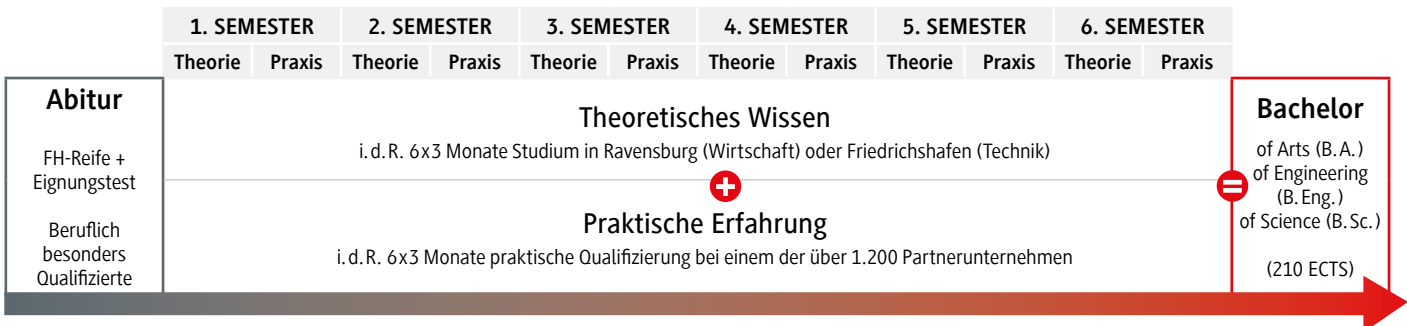 1. SEMESTER 2. SEMESTER 3. SEMESTER 4. SEMESTER 5. SEMESTER 6. SEMESTER
Theorie Praxis Theorie Praxis Theorie Praxis Theorie Praxis Theorie Praxis Theorie Praxis
Abitur
FH-Reife +
Eignungstest
Beruflich
besonders
Qualifizierte
Theoretisches Wissen
i.d.R. 6x3 Monate Studium in Ravensburg (Wirtschaft) oder Friedrichshafen (Technik)
+
Praktische Erfahrung
i.d.R. 6x3 Monate praktische Qualifizierung bei einem der über 1.200 Partnerunternehmen
=
Bachelor
of Arts (B.A.)
of Engineering
(B.Eng.)
of Science (B.Sc.)
(210 ECTS)